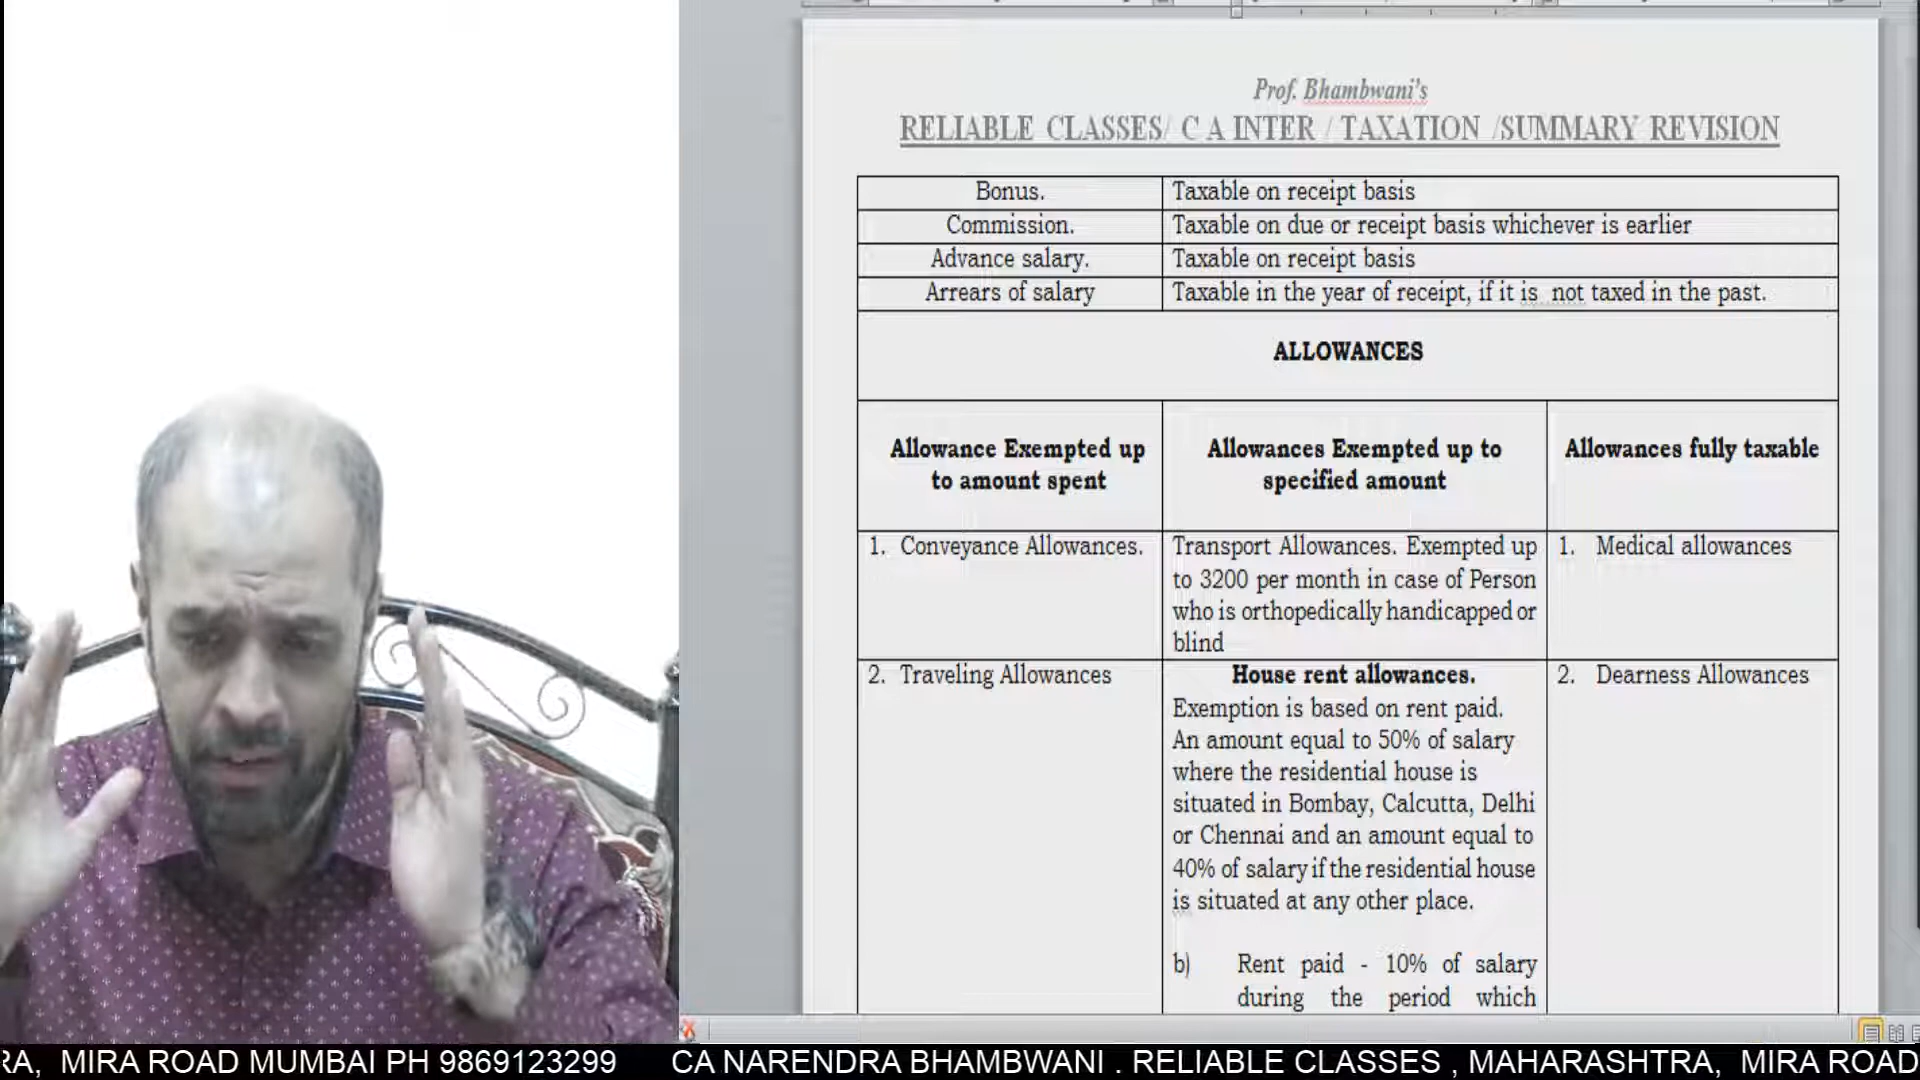 Prof. Bhambwani's
RELIABLE CLASSES/ C A INTER / TAXATION /SUMMARY REVISION
Bonus. Taxable on receipt basis
Commission. Taxable on due or receipt basis whichever is earlier
Advance salary. Taxable on receipt basis
Arrears of salary Taxable in the year of receipt, if it is not taxed in the past.
ALLOWANCES
Allowance Exempted up
to amount spent
Allowances Exempted up to
specified amount
Allowances fully taxable
1. Conveyance Allowances.
Transport Allowances. Exempted up
to 3200 per month in case of Person
who is orthopedically handicapped or
blind
1. Medical allowances
2. Traveling Allowances
House rent allowances.
Exemption is based on rent paid.
An amount equal to 50% of salary
where the residential house is
situated in Bombay, Calcutta, Delhi
or Chennai and an amount equal to
40% of salary if the residential house
is situated at any other place.
b) Rent paid - 10% of salary
during the period which
2. Dearness Allowances
RA, MIRA ROAD MUMBAI PH 9869123299 CA NARENDRA BHAMBWANI . RELIABLE CLASSES , MAHARASHTRA, MIRA ROAD